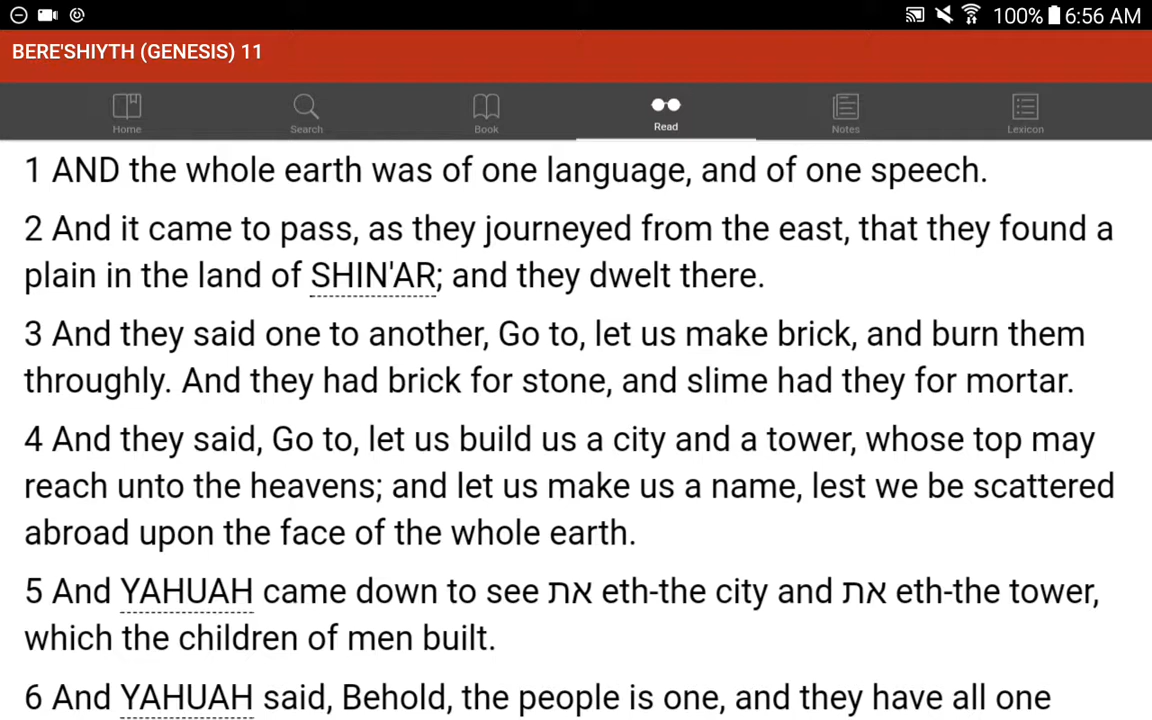 100% 6:56 AM
BERE'SHIYTH (GENESIS) 11
Home Search Book Read Notes Lexicon
1 AND the whole earth was of one language, and of one speech.
2 And it came to pass, as they journeyed from the east, that they found a
plain in the land of SHIN'AR; and they dwelt there.
3 And they said one to another, Go to, let us make brick, and burn them
throughly. And they had brick for stone, and slime had they for mortar.
4 And they said, Go to, let us build us a city and a tower, whose top may
reach unto the heavens; and let us make us a name, lest we be scattered
abroad upon the face of the whole earth.
5 And YAHUAH came down to see את eth-the city and את eth-the tower,
which the children of men built.
6 And YAHUAH said, Behold, the people is one, and they have all one